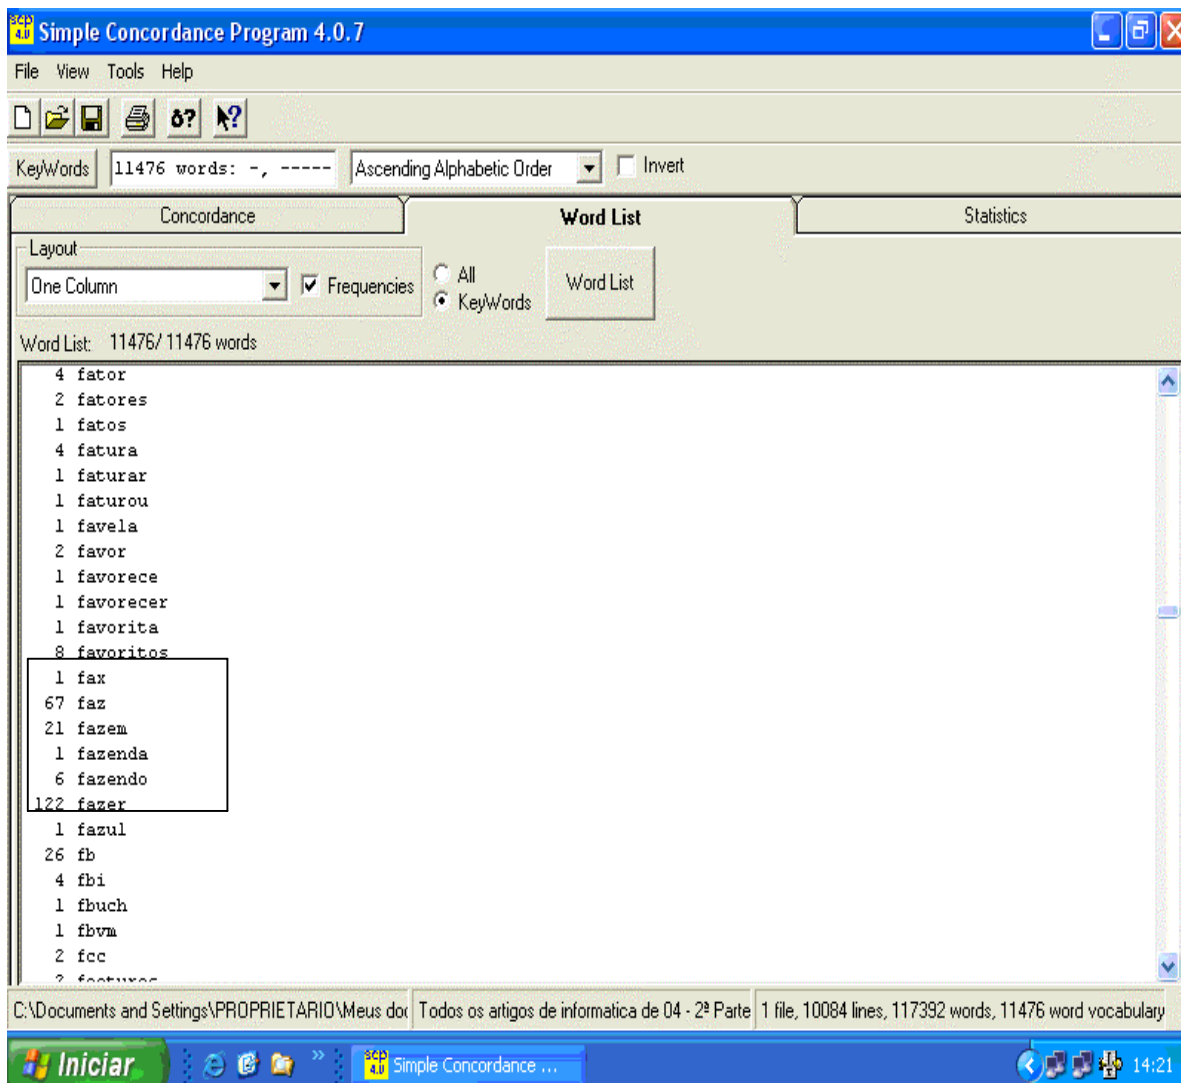 Simple Concordance Program 4.0.7
File View Tools Help
KeyWords 11476 words: -, ----- Ascending Alphabetic Order Invert
Concordance Word List Statistics
Layout
One Column Frequencies All KeyWords Word List
Word List: 11476/ 11476 words
4 fator
2 fatores
1 fatos
4 fatura
1 faturar
1 faturou
1 favela
2 favor
1 favorece
1 favorecer
1 favorita
8 favoritos
1 fax
67 faz
21 fazem
1 fazenda
6 fazendo
122 fazer
1 fazul
26 fb
4 fbi
1 fbuch
1 fbvm
2 fcc
C:\Documents and Settings\PROPRIETARIO\Meus doc Todos os artigos de informatica de 04 - 2ª Parte 1 file, 10084 lines, 117392 words, 11476 word vocabulary
Iniciar » scp 4.0 Simple Concordance ... 14:21